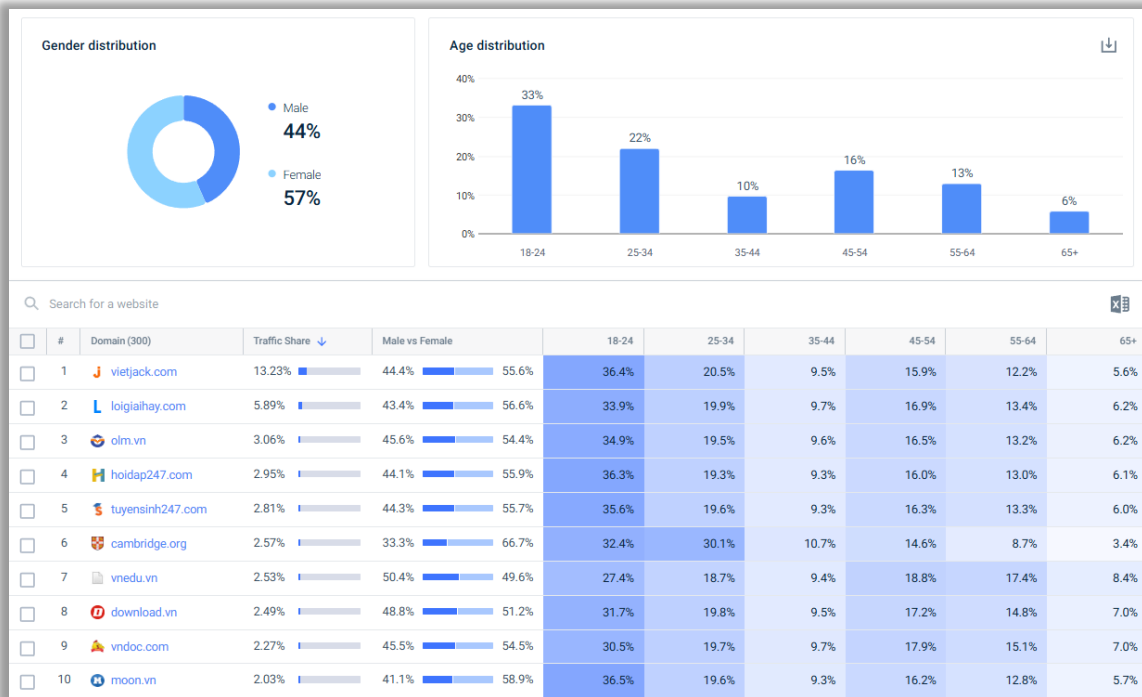 Gender distribution
Male
44%
Female
57%
Age distribution
40%
30%
20%
10%
0%
33%
22%
10%
16%
13%
6%
18-24 25-34 35-44 45-54 55-64 65+
Search for a website
# Domain (300) Traffic Share Male vs Female 18-24 25-34 35-44 45-54 55-64 65+
1 vietjack.com 13.23% 44.4% 55.6% 36.4% 20.5% 9.5% 15.9% 12.2% 5.6%
2 loigiaihay.com 5.89% 43.4% 56.6% 33.9% 19.9% 9.7% 16.9% 13.4% 6.2%
3 olm.vn 3.06% 45.6% 54.4% 34.9% 19.5% 9.6% 16.5% 13.2% 6.2%
4 hoidap247.com 2.95% 44.1% 55.9% 36.3% 19.3% 9.3% 16.0% 13.0% 6.1%
5 tuyensinh247.com 2.81% 44.3% 55.7% 35.6% 19.6% 9.3% 16.3% 13.3% 6.0%
6 cambridge.org 2.57% 33.3% 66.7% 32.4% 30.1% 10.7% 14.6% 8.7% 3.4%
7 vnedu.vn 2.53% 50.4% 49.6% 27.4% 18.7% 9.4% 18.8% 17.4% 8.4%
8 download.vn 2.49% 48.8% 51.2% 31.7% 19.8% 9.5% 17.2% 14.8% 7.0%
9 vndoc.com 2.27% 45.5% 54.5% 30.5% 19.7% 9.7% 17.9% 15.1% 7.0%
10 moon.vn 2.03% 41.1% 58.9% 36.5% 19.6% 9.3% 16.2% 12.8% 5.7%